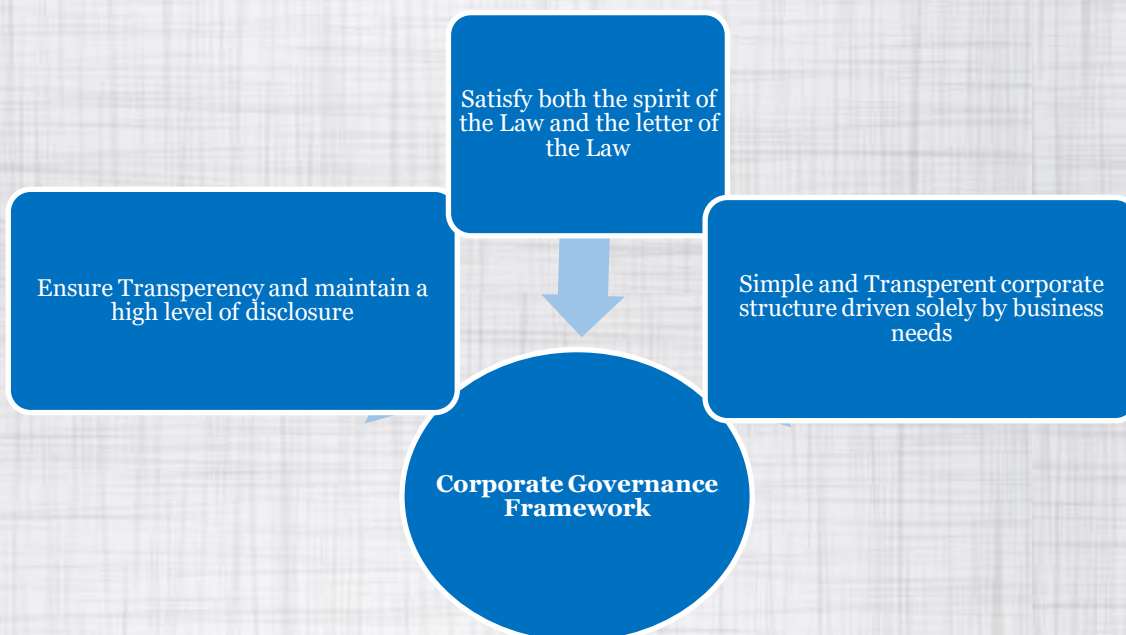 Satisfy both the spirit of
the Law and the letter of
the Law
Ensure Transperency and maintain a
high level of disclosure
Simple and Transperent corporate
structure driven solely by business
needs
Corporate Governance
Framework